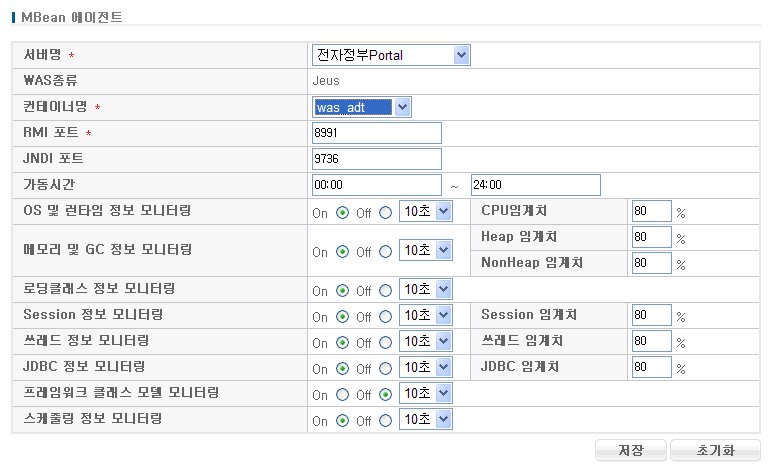 MBean 에이전트
서버명 * 전자정부Portal
WAS종류 Jeus
컨테이너명 * was_adt
RMI 포트 * 8991
JNDI 포트 9736
가동시간 00:00 ~ 24:00
OS 및 런타임 정보 모니터링 On Off 10초 CPU임계치 80 %
메모리 및 GC 정보 모니터링 On Off 10초 Heap 임계치 80 %
NonHeap 임계치 80 %
로딩클래스 정보 모니터링 On Off 10초
Session 정보 모니터링 On Off 10초 Session 임계치 80 %
쓰레드 정보 모니터링 On Off 10초 쓰레드 임계치 80 %
JDBC 정보 모니터링 On Off 10초 JDBC 임계치 80 %
프레임워크 클래스 모델 모니터링 On Off 10초
스케줄링 정보 모니터링 On Off 10초
저장 초기화